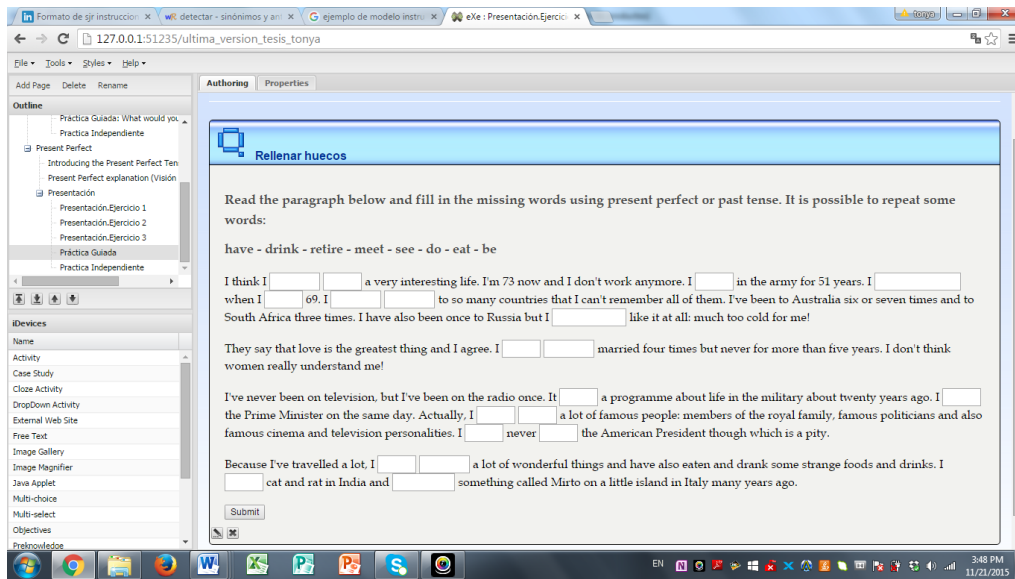 Formato de sjr instruccion
detectar - sinónimos y ant
ejemplo de modelo instru
eXe : Presentación.Ejercici
tonya
127.0.0.1:51235/ultima_version_tesis_tonya
File Tools Styles Help
Add Page Delete Rename
Authoring Properties
Outline
Práctica Guiada: What would you
Practica Independiente
Present Perfect
Introducing the Present Perfect Ten
Present Perfect explanation (Visión
Presentación
Presentación.Ejercicio 1
Presentación.Ejercicio 2
Presentación.Ejercicio 3
Práctica Guiada
Practica Independiente
iDevices
Name
Activity
Case Study
Cloze Activity
DropDown Activity
External Web Site
Free Text
Image Gallery
Image Magnifier
Java Applet
Multi-choice
Multi-select
Objectives
Preknowledge
Rellenar huecos
Read the paragraph below and fill in the missing words using present perfect or past tense. It is possible to repeat some
words:
have - drink - retire - meet - see - do - eat - be
I think I a very interesting life. I'm 73 now and I don't work anymore. I in the army for 51 years. I
when I 69. I to so many countries that I can't remember all of them. I've been to Australia six or seven times and to
South Africa three times. I have also been once to Russia but I like it at all: much too cold for me!
They say that love is the greatest thing and I agree. I married four times but never for more than five years. I don't think
women really understand me!
I've never been on television, but I've been on the radio once. It a programme about life in the military about twenty years ago. I
the Prime Minister on the same day. Actually, I a lot of famous people: members of the royal family, famous politicians and also
famous cinema and television personalities. I never the American President though which is a pity.
Because I've travelled a lot, I a lot of wonderful things and have also eaten and drank some strange foods and drinks. I
cat and rat in India and something called Mirto on a little island in Italy many years ago.
Submit
EN
3:48 PM
11/21/2015